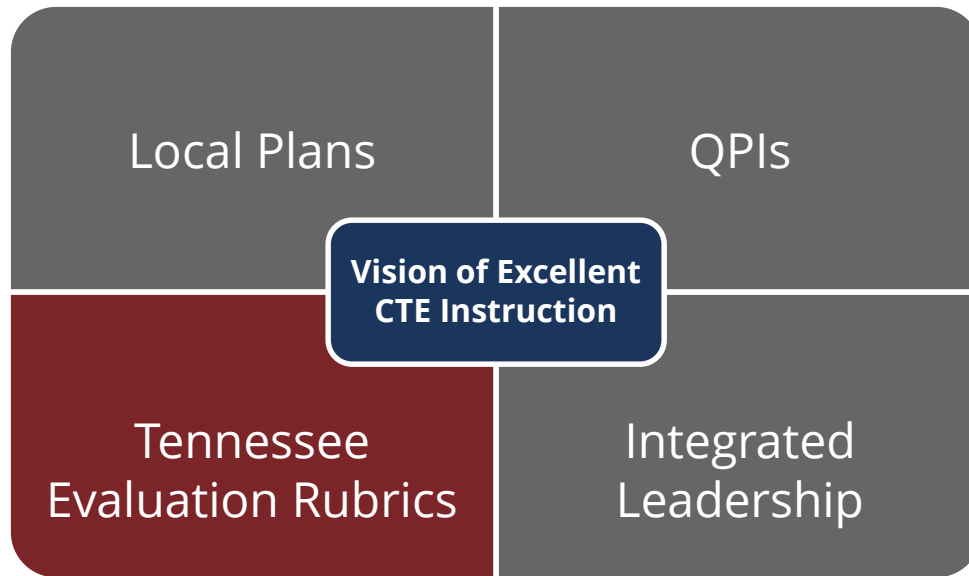 Local Plans
QPIs
Vision of Excellent
CTE Instruction
Tennessee
Evaluation Rubrics
Integrated
Leadership